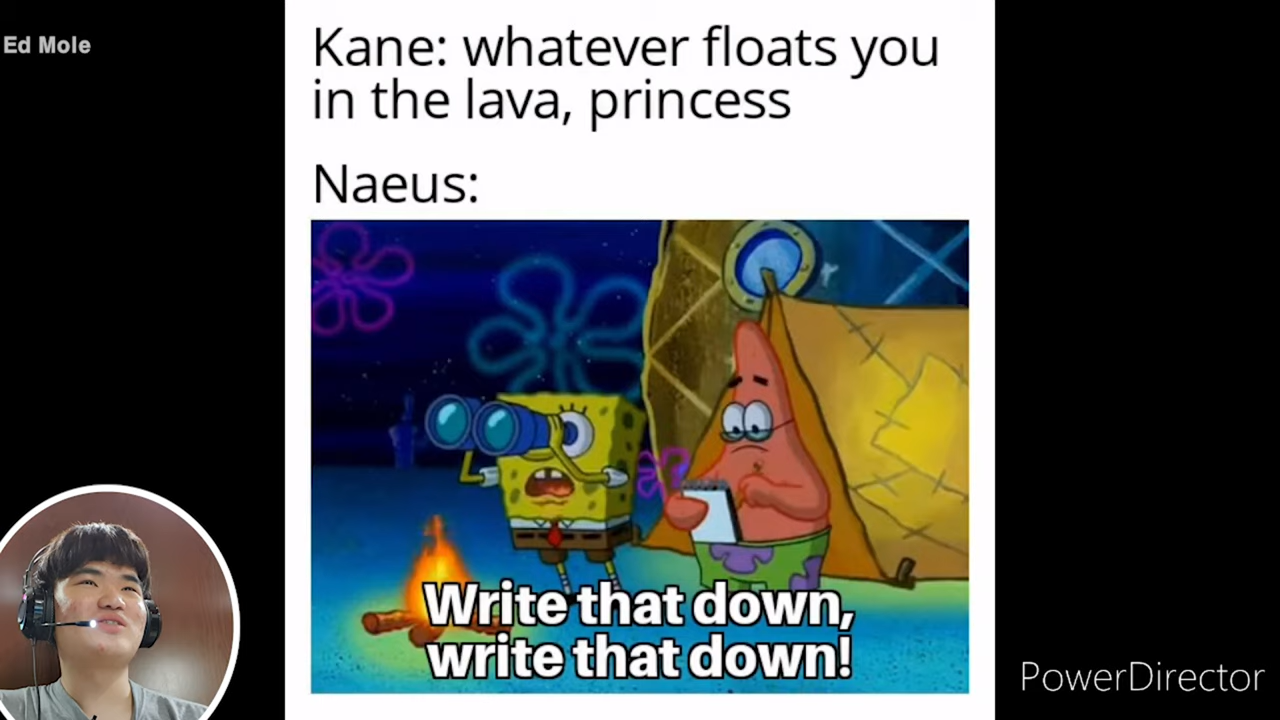 Ed Mole
Kane: whatever floats you
in the lava, princess
Naeus:
Write that down,
write that down!
PowerDirector